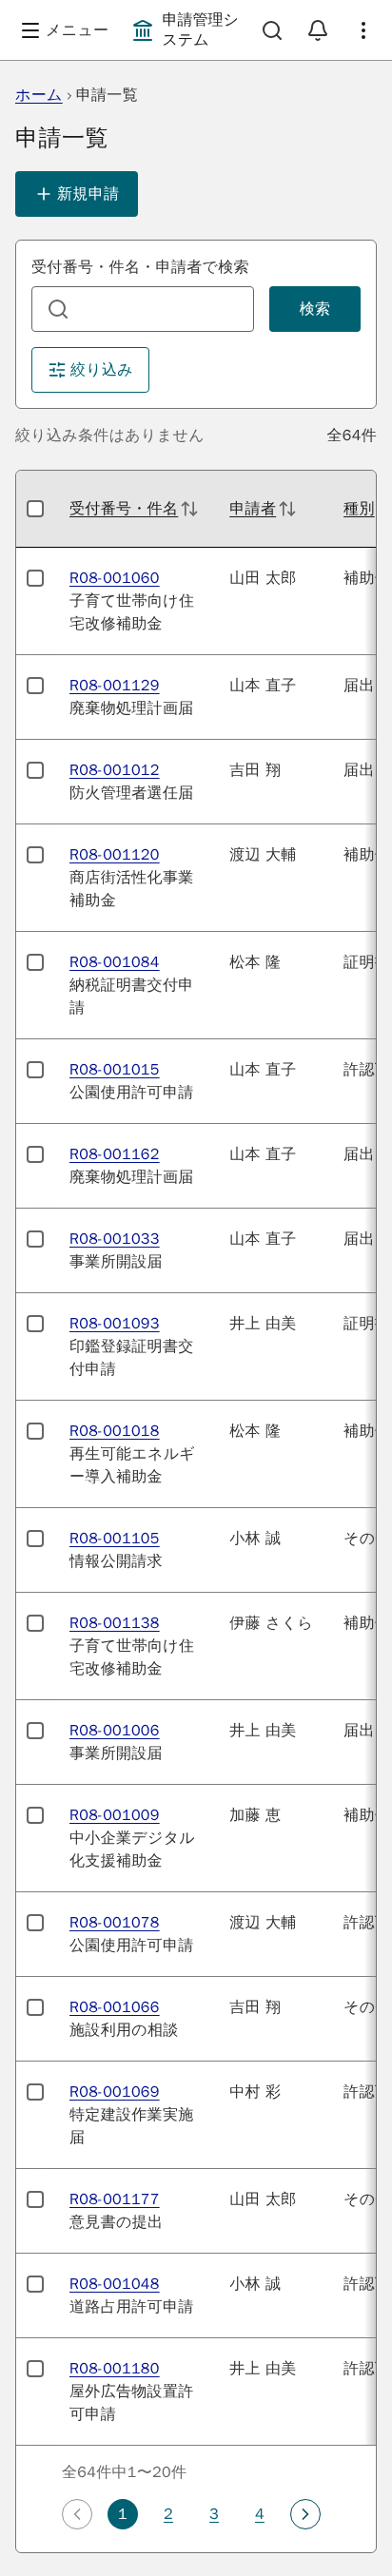 メニュー
申請管理シ
ステム
ホーム › 申請一覧
申請一覧
新規申請
受付番号・件名・申請者で検索
検索
絞り込み
絞り込み条件はありません 全64件
受付番号・件名 申請者 種別
R08-001060 山田 太郎 補助
子育て世帯向け住
宅改修補助金
R08-001129 山本 直子 届出
廃棄物処理計画届
R08-001012 吉田 翔 届出
防火管理者選任届
R08-001120 渡辺 大輔 補助
商店街活性化事業
補助金
R08-001084 松本 隆 証明
納税証明書交付申
請
R08-001015 山本 直子 許認
公園使用許可申請
R08-001162 山本 直子 届出
廃棄物処理計画届
R08-001033 山本 直子 届出
事業所開設届
R08-001093 井上 由美 証明
印鑑登録証明書交
付申請
R08-001018 松本 隆 補助
再生可能エネルギ
ー導入補助金
R08-001105 小林 誠 その
情報公開請求
R08-001138 伊藤 さくら 補助
子育て世帯向け住
宅改修補助金
R08-001006 井上 由美 届出
事業所開設届
R08-001009 加藤 恵 補助
中小企業デジタル
化支援補助金
R08-001078 渡辺 大輔 許認
公園使用許可申請
R08-001066 吉田 翔 その
施設利用の相談
R08-001069 中村 彩 許認
特定建設作業実施
届
R08-001177 山田 太郎 その
意見書の提出
R08-001048 小林 誠 許認
道路占用許可申請
R08-001180 井上 由美 許認
屋外広告物設置許
可申請
全64件中1〜20件
1 2 3 4